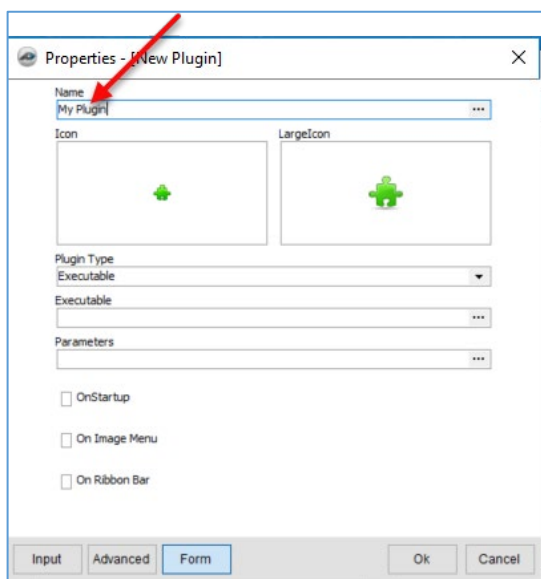 Properties - [New Plugin]
Name
My Plugin
...
Icon LargeIcon
Plugin Type
Executable
Executable
...
Parameters
...
OnStartup
On Image Menu
On Ribbon Bar
Input Advanced Form Ok Cancel